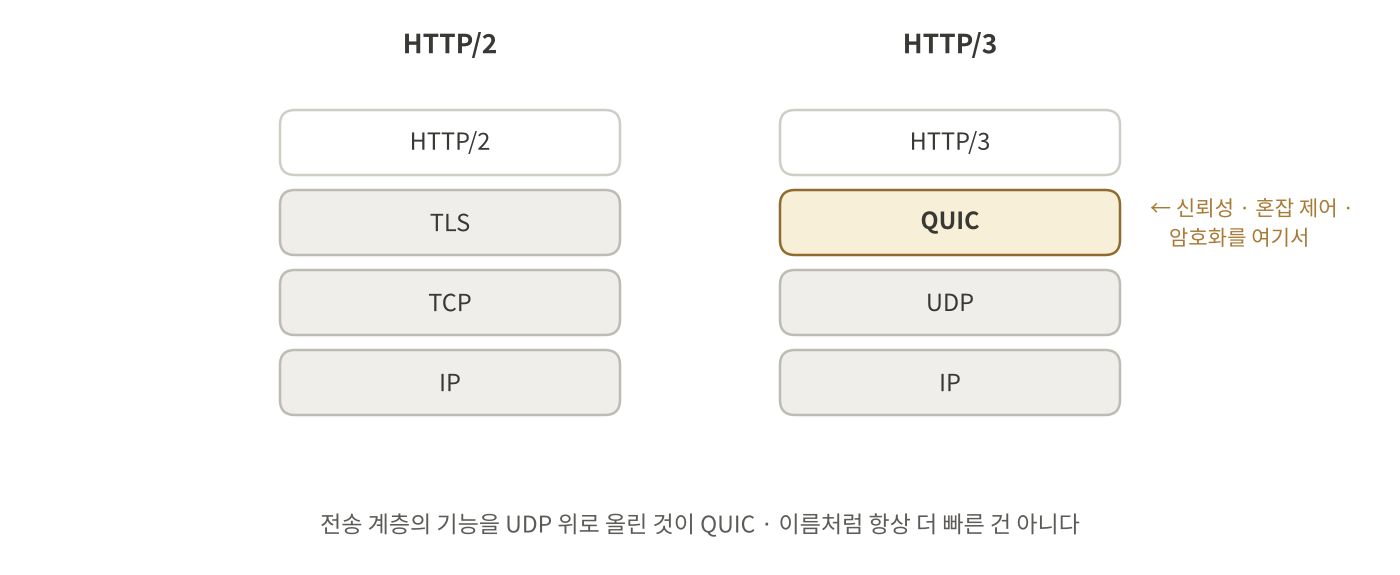 HTTP/2
HTTP/3
HTTP/2
TLS
TCP
IP
HTTP/3
QUIC
UDP
IP
← 신뢰성 · 혼잡 제어 ·
암호화를 여기서
전송 계층의 기능을 UDP 위로 올린 것이 QUIC · 이름처럼 항상 더 빠른 건 아니다